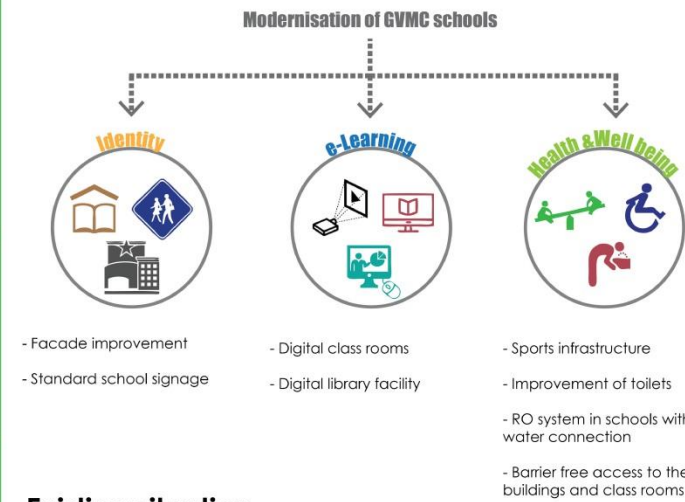 Modernisation of GVMC schools
Identity
e-Learning
Health &Well being
- Facade improvement
- Standard school signage
- Digital class rooms
- Digital library facility
- Sports infrastructure
- Improvement of toilets
- RO system in schools with
water connection
- Barrier free access to the
buildings and class rooms